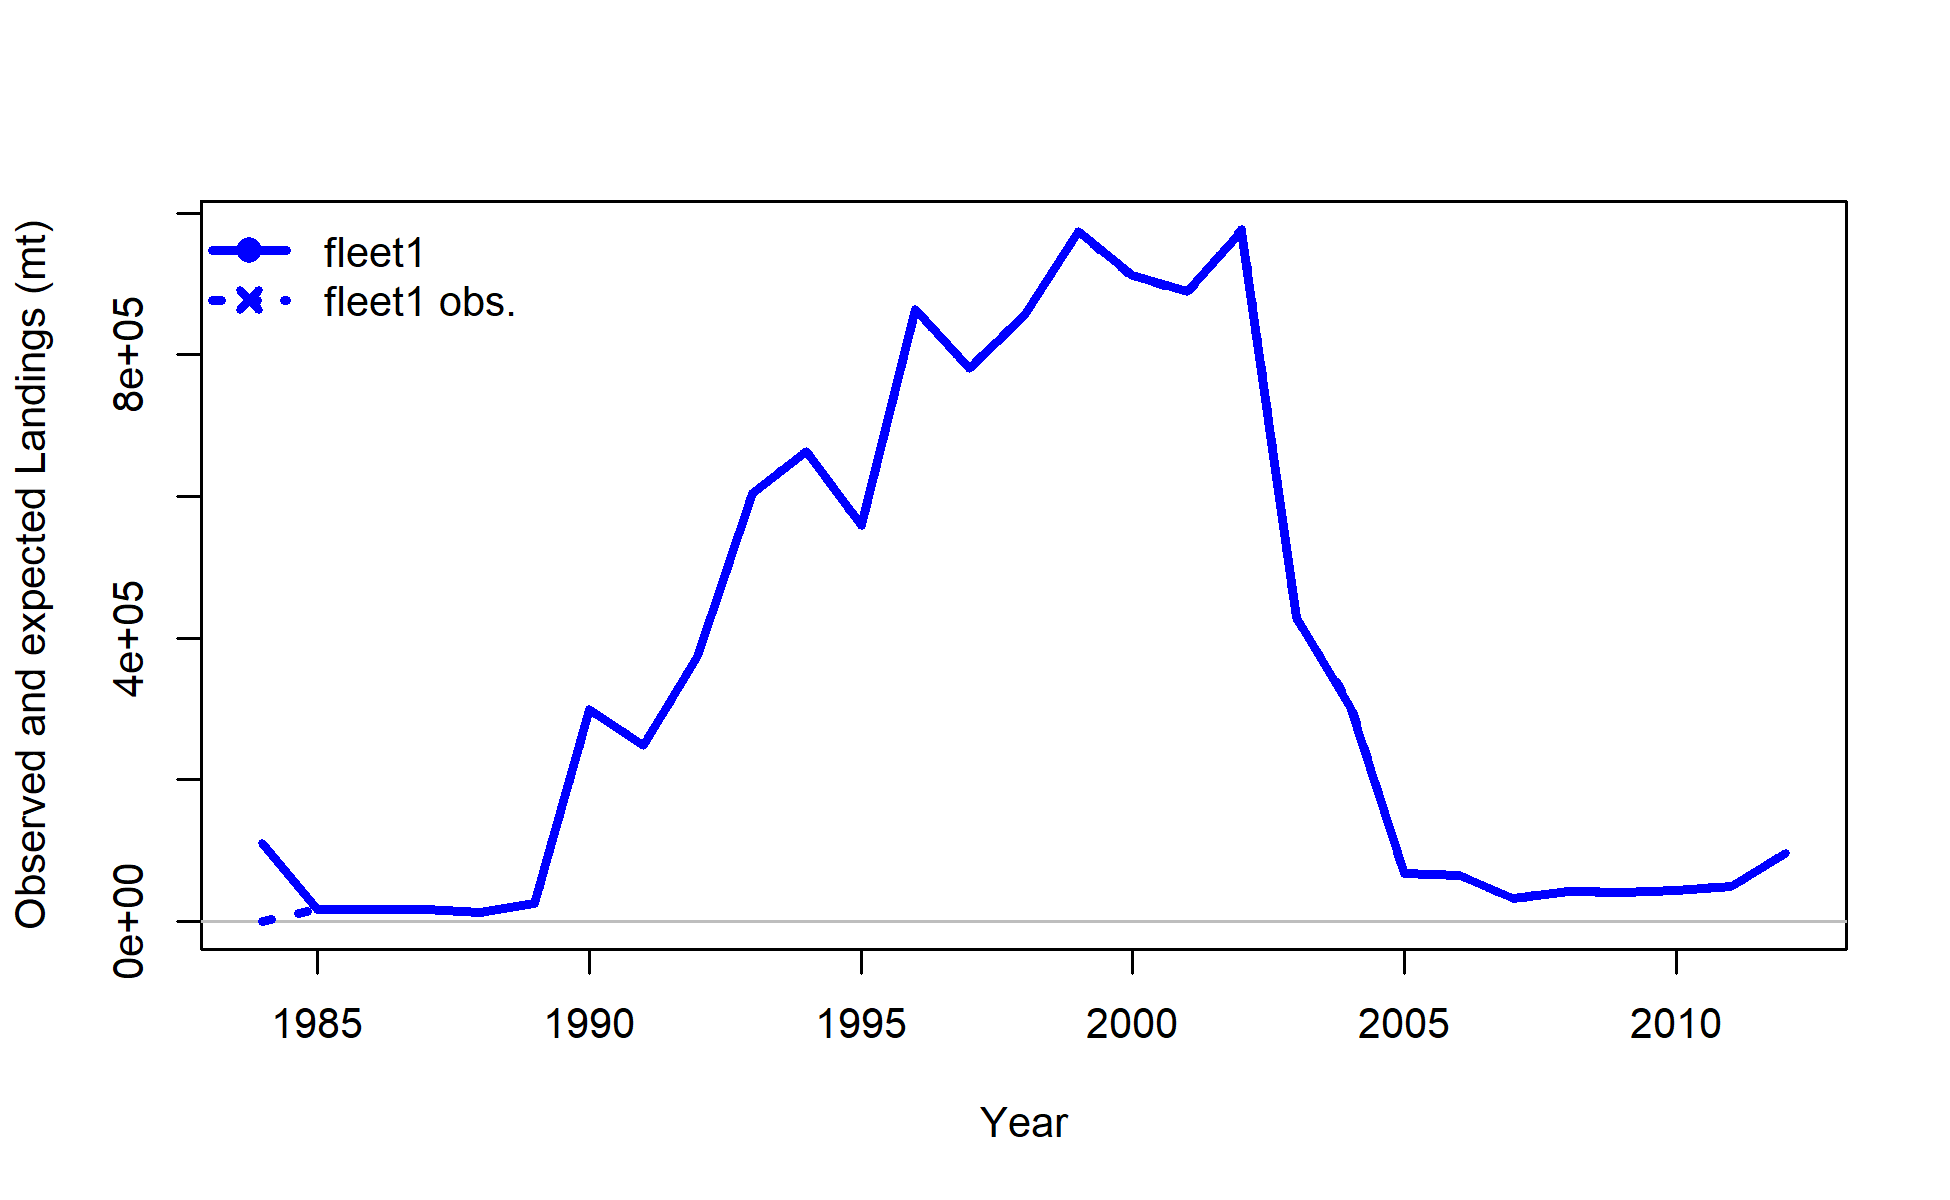 fleet1
fleet1 obs.
Observed and expected Landings (mt)
8e+05
4e+05
0e+00
1985 1990 1995 2000 2005 2010
Year